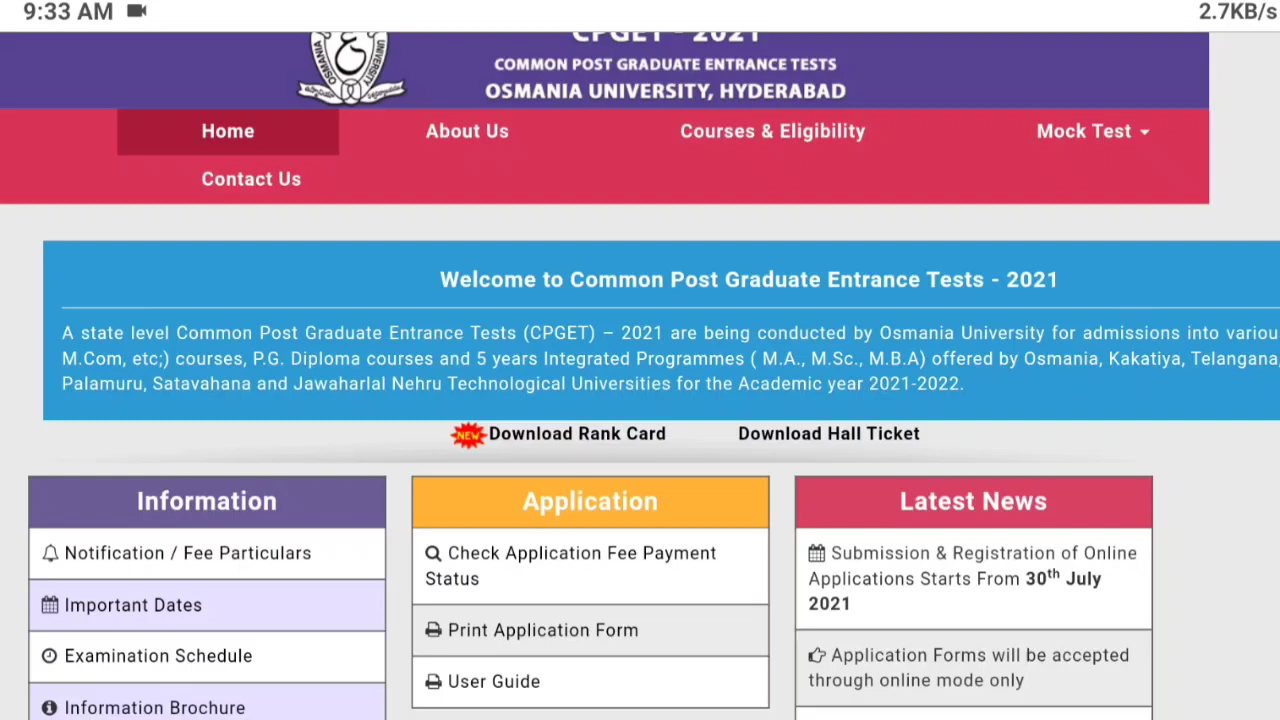 9:33 AM
2.7KB/s
CPGET - 2021
COMMON POST GRADUATE ENTRANCE TESTS
OSMANIA UNIVERSITY, HYDERABAD
OSMANIA UNIVERSITY
Home
About Us
Courses & Eligibility
Mock Test
Contact Us
Welcome to Common Post Graduate Entrance Tests - 2021
A state level Common Post Graduate Entrance Tests (CPGET) – 2021 are being conducted by Osmania University for admissions into variou
M.Com, etc;) courses, P.G. Diploma courses and 5 years Integrated Programmes ( M.A., M.Sc., M.B.A) offered by Osmania, Kakatiya, Telangana,
Palamuru, Satavahana and Jawaharlal Nehru Technological Universities for the Academic year 2021-2022.
NEW Download Rank Card
Download Hall Ticket
Information
Notification / Fee Particulars
Important Dates
Examination Schedule
Information Brochure
Application
Check Application Fee Payment
Status
Print Application Form
User Guide
Latest News
Submission & Registration of Online
Applications Starts From 30th July
2021
Application Forms will be accepted
through online mode only